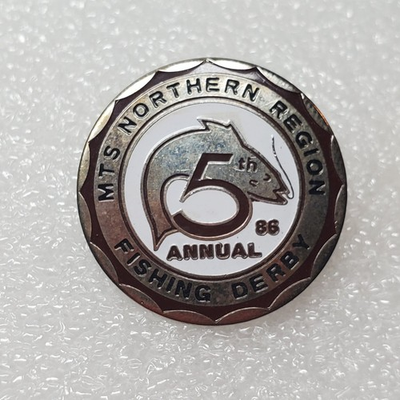 MTS NORTHERN REGION
5th
86
ANNUAL
FISHING DERBY